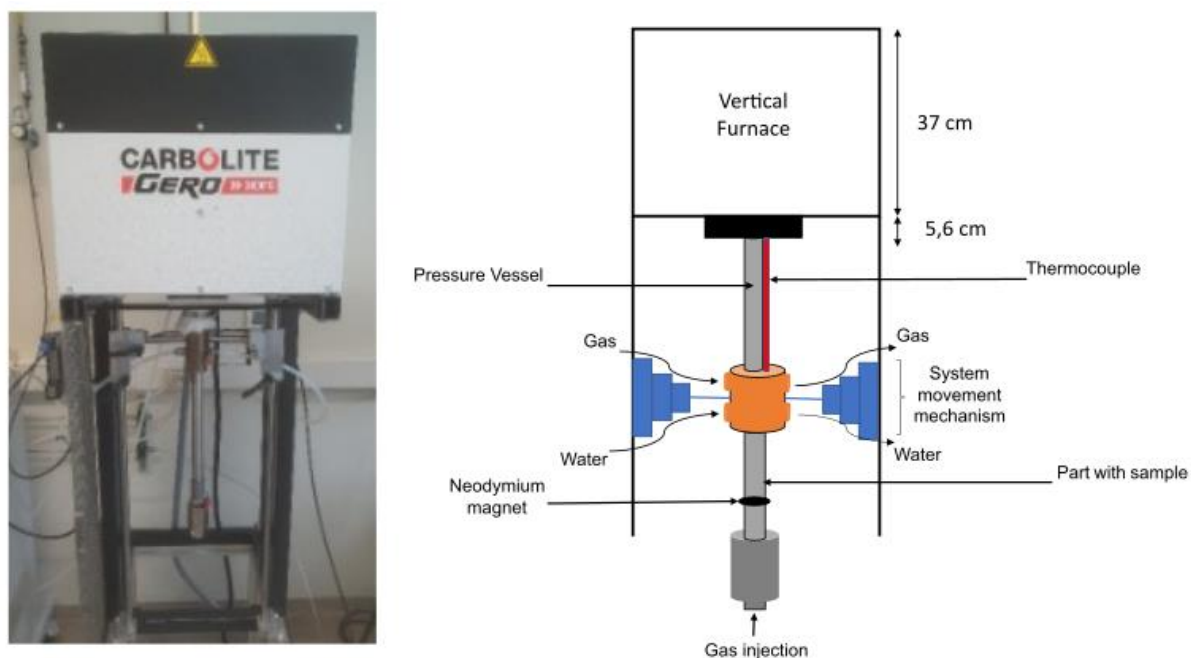 CARBOLITE
GERO
Vertical
Furnace
37 cm
5,6 cm
Pressure Vessel
Thermocouple
Gas
Gas
System
movement
mechanism
Water
Water
Part with sample
Neodymium
magnet
Gas injection